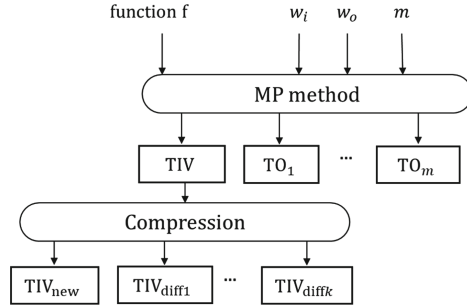 function f w_i w_o m
MP method
TIV TO_1 ... TO_m
Compression
TIV_new TIV_diff1 ... TIV_diffk